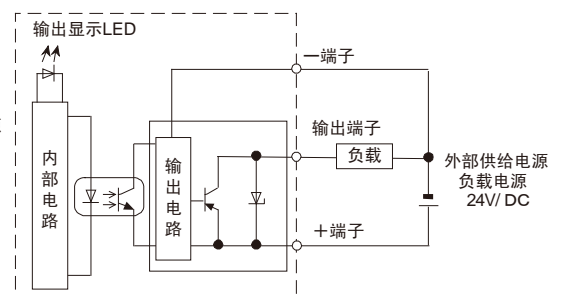 输出显示LED
一端子
输出端子
负载
外部供给电源
负载电源
24V/ DC
内部电路
输出电路
＋端子